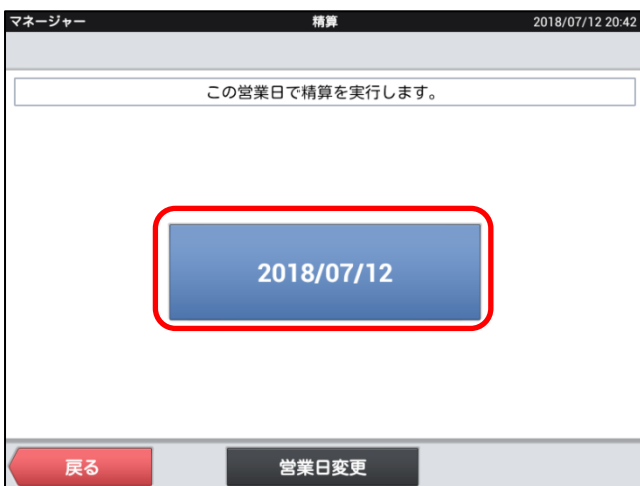 マネージャー 精算 2018/07/12 20:42
この営業日で精算を実行します。
2018/07/12
戻る 営業日変更